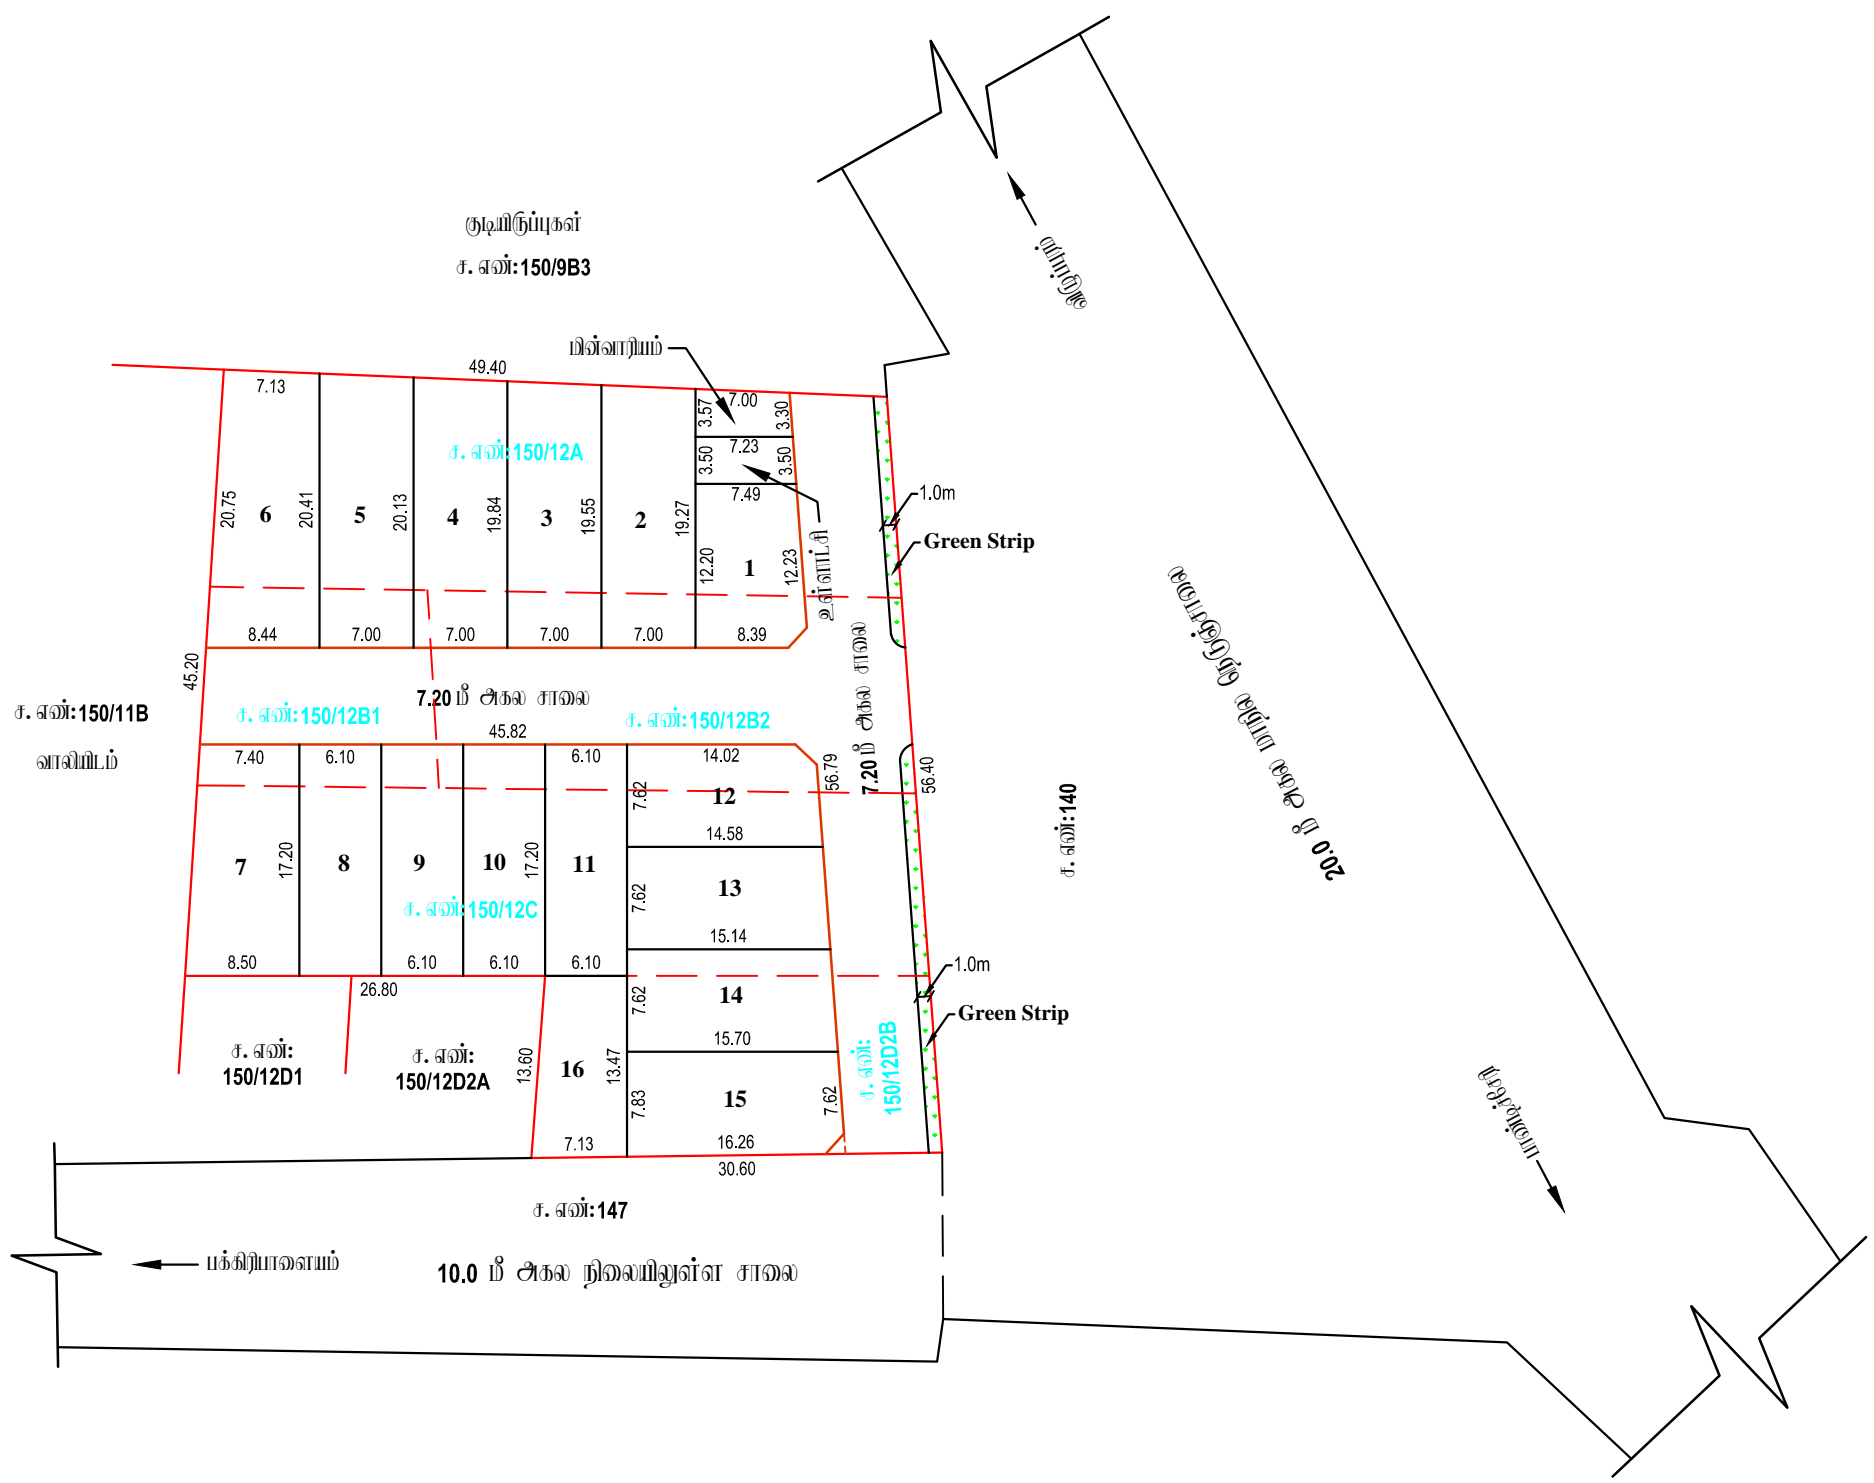 குடியிருப்புகள்
ச. எண்:150/9B3
மின்வாரியம்
49.40
7.13
3.57
7.00
3.30
ச. எண்:150/12A
7.23
3.50
3.50
7.49
20.75
6
20.41
5
20.13
4
19.84
3
19.55
2
19.27
12.20
1
12.23
உள்ளாட்சி
1.0m
Green Strip
8.44
7.00
7.00
7.00
7.00
8.39
45.20
7.20 மீ அகல சாலை
7.20 மீ அகல சாலை
ச. எண்:150/11B
காலியிடம்
ச. எண்:150/12B1
ச. எண்:150/12B2
45.82
7.40
6.10
6.10
14.02
56.79
56.40
7.62
12
14.58
7
17.20
8
9
10
17.20
11
7.62
13
ச. எண்:150/12C
15.14
8.50
6.10
6.10
6.10
26.80
7.62
14
15.70
1.0m
Green Strip
ச. எண்:
150/12D1
ச. எண்:
150/12D2A
13.60
16
13.47
7.83
15
7.62
ச. எண்:
150/12D2B
7.13
16.26
30.60
ச. எண்:147
பக்கிரிபாளையம்
10.0 மீ அகல நிலையிலுள்ள சாலை
ச. எண்:140
விழுப்புரம்
20.0 மீ அகல மாநில நெடுஞ்சாலை
பாண்டிச்சேரி